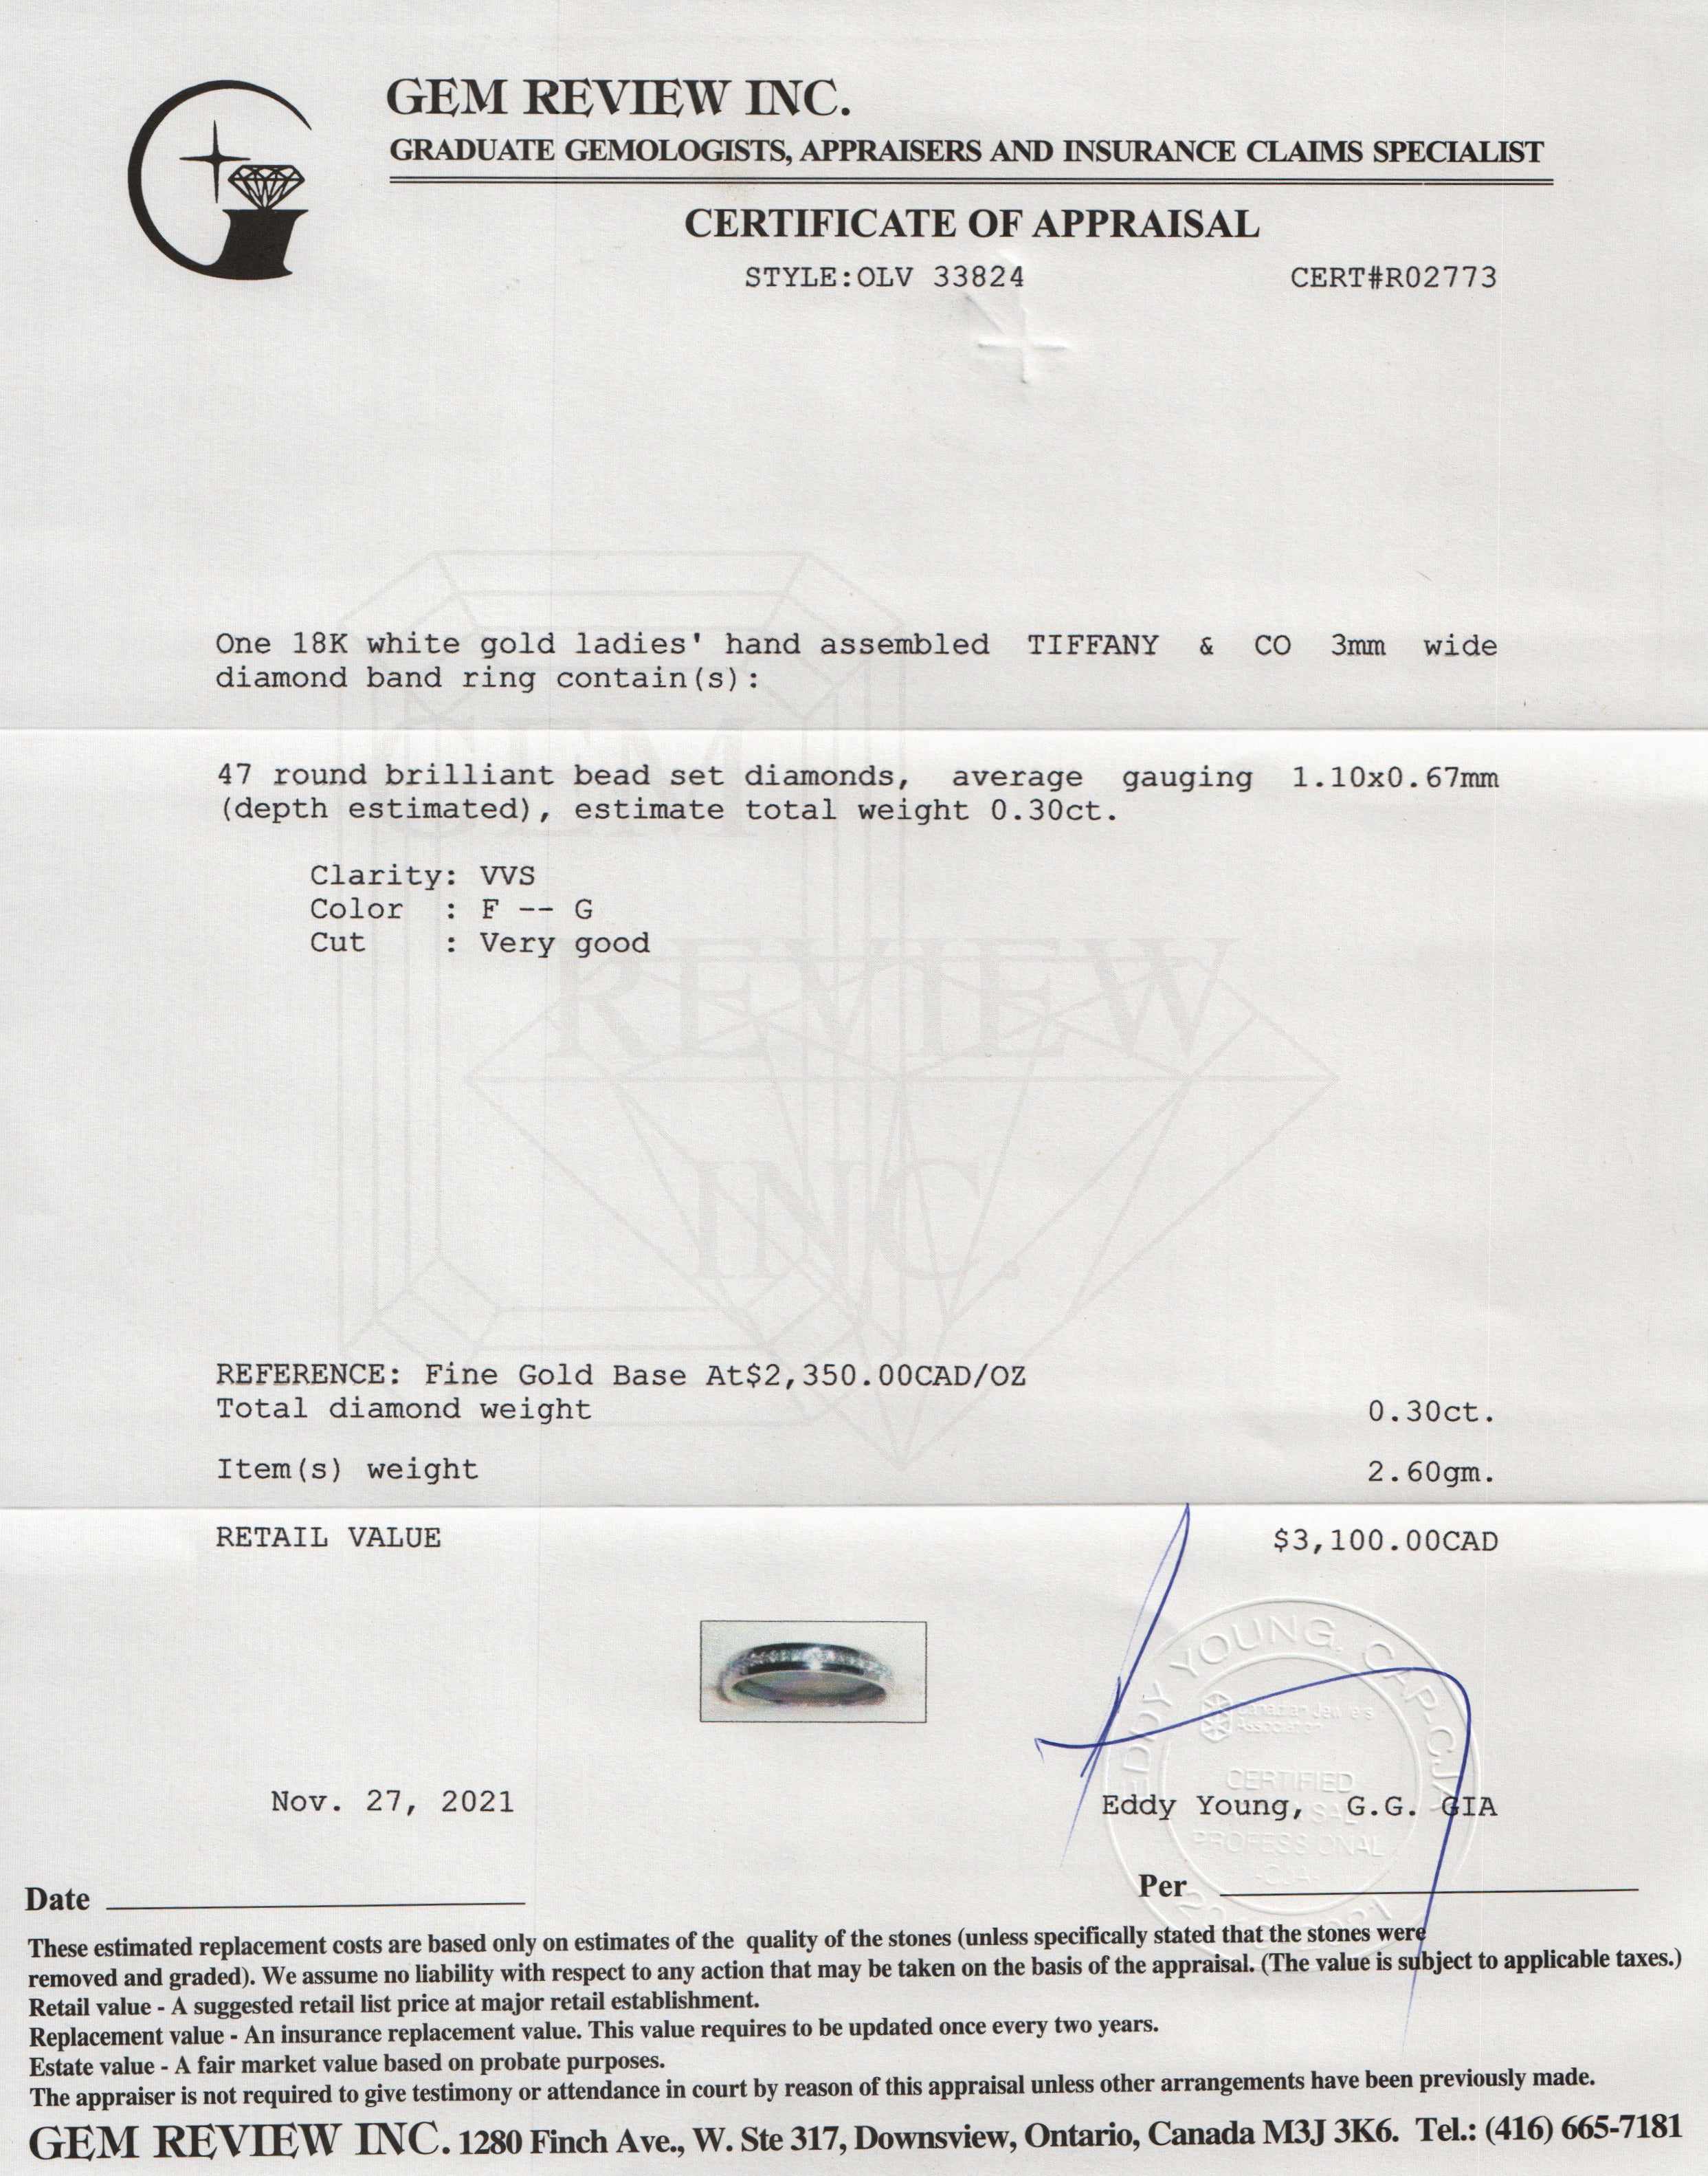 GEM REVIEW INC.
GRADUATE GEMOLOGISTS, APPRAISERS AND INSURANCE CLAIMS SPECIALIST
CERTIFICATE OF APPRAISAL
STYLE:OLV 33824 CERT#R02773
One 18K white gold ladies' hand assembled TIFFANY & CO 3mm wide
diamond band ring contain(s):
GEM
47 round brilliant bead set diamonds, average gauging 1.10x0.67mm
(depth estimated), estimate total weight 0.30ct.
Clarity: VVS
Color : F -- G
Cut : Very good
REVIEW
INC.
REFERENCE: Fine Gold Base At$2,350.00CAD/OZ
Total diamond weight 0.30ct.
Item(s) weight 2.60gm.
RETAIL VALUE $3,100.00CAD
EDDY YOUNG, CAP-CJA
Canadian Jewellers
Association
CERTIFIED
PROFESSIONAL
Nov. 27, 2021 Eddy Young, G.G. GIA
Date Per
These estimated replacement costs are based only on estimates of the quality of the stones (unless specifically stated that the stones were
removed and graded). We assume no liability with respect to any action that may be taken on the basis of the appraisal. (The value is subject to applicable taxes.)
Retail value - A suggested retail list price at major retail establishment.
Replacement value - An insurance replacement value. This value requires to be updated once every two years.
Estate value - A fair market value based on probate purposes.
The appraiser is not required to give testimony or attendance in court by reason of this appraisal unless other arrangements have been previously made.
GEM REVIEW INC. 1280 Finch Ave., W. Ste 317, Downsview, Ontario, Canada M3J 3K6. Tel.: (416) 665-7181